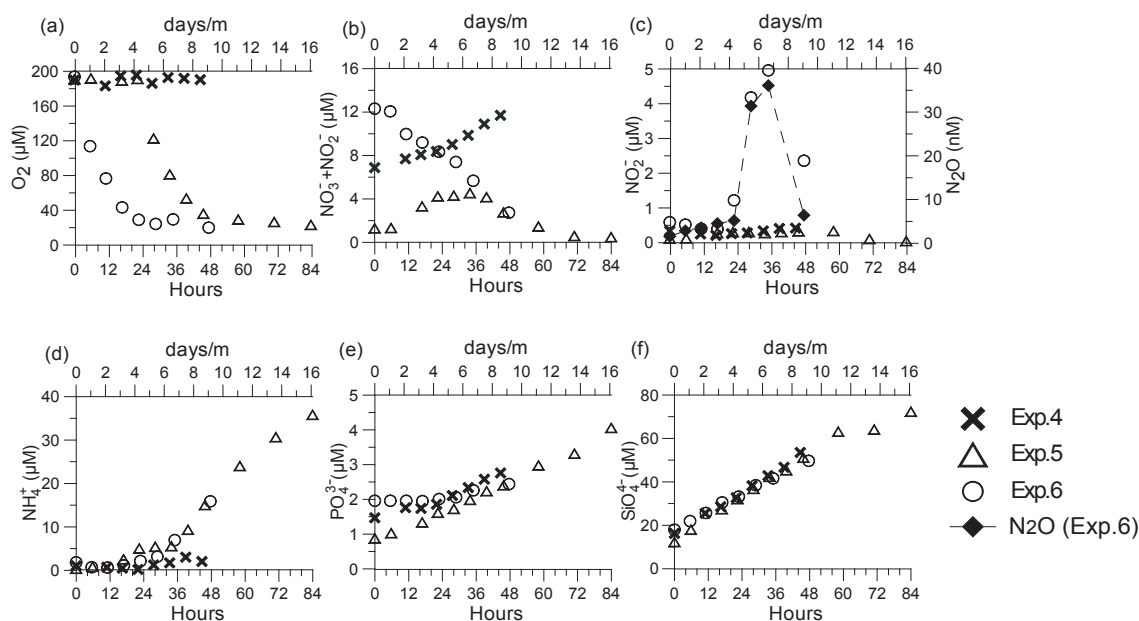 (a) days/m
0 2 4 6 8 10 12 14 16
200
160
120
80
40
0
O2 (µM)
0 12 24 36 48 60 72 84
Hours
(b) days/m
0 2 4 6 8 10 12 14 16
16
12
8
4
0
NO3⁻+NO2⁻ (µM)
0 12 24 36 48 60 72 84
Hours
(c) days/m
0 2 4 6 8 10 12 14 16
5
4
3
2
1
0
NO2⁻ (µM)
40
30
20
10
0
N2O (nM)
0 12 24 36 48 60 72 84
Hours
(d) days/m
0 2 4 6 8 10 12 14 16
40
30
20
10
0
NH4⁺ (µM)
0 12 24 36 48 60 72 84
Hours
(e) days/m
0 2 4 6 8 10 12 14 16
5
4
3
2
1
0
PO4³⁻ (µM)
0 12 24 36 48 60 72 84
Hours
(f) days/m
0 2 4 6 8 10 12 14 16
80
60
40
20
0
SiO4⁴⁻ (µM)
0 12 24 36 48 60 72 84
Hours
Exp.4
Exp.5
Exp.6
N2O (Exp.6)